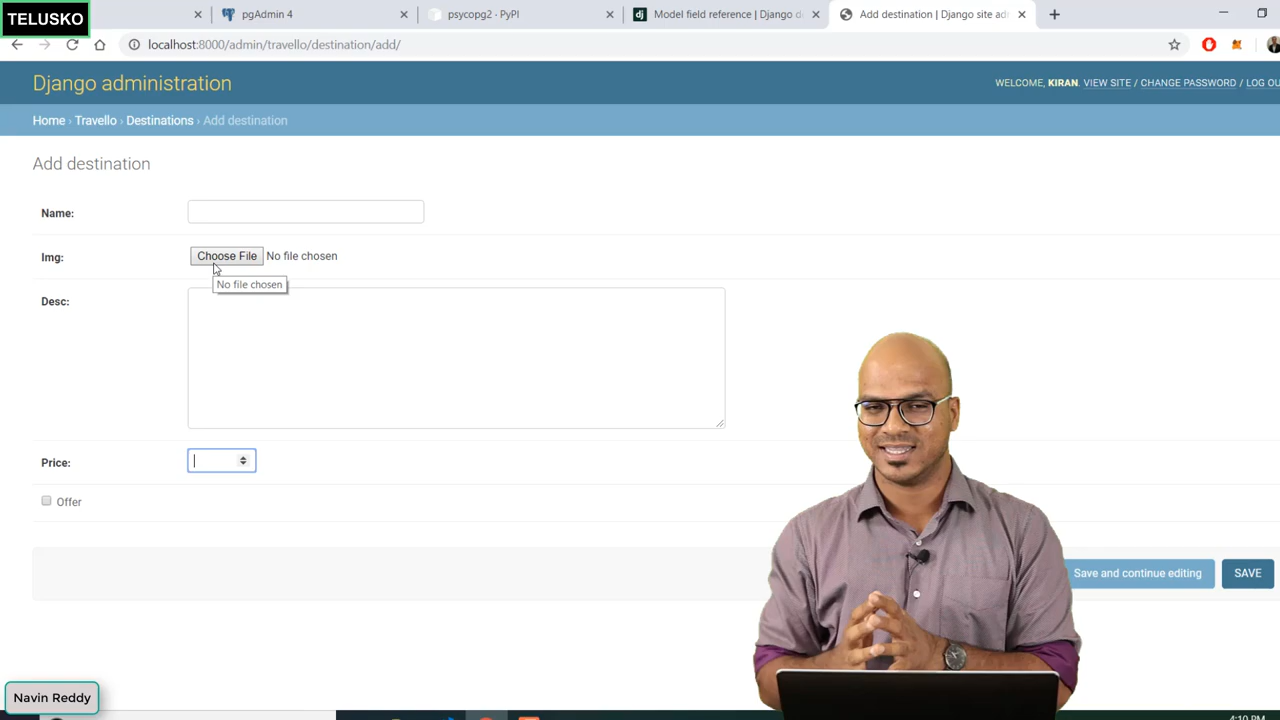 TELUSKO
pgAdmin 4
psycopg2 - PyPI
Model field reference | Django d
Add destination | Django site ad
localhost:8000/admin/travello/destination/add/
Django administration
WELCOME, KIRAN. VIEW SITE / CHANGE PASSWORD / LOG OU
Home › Travello › Destinations › Add destination
Add destination
Name:
Img:
Choose File No file chosen
No file chosen
Desc:
Price:
Offer
Save and continue editing
SAVE
Navin Reddy
4:10 PM